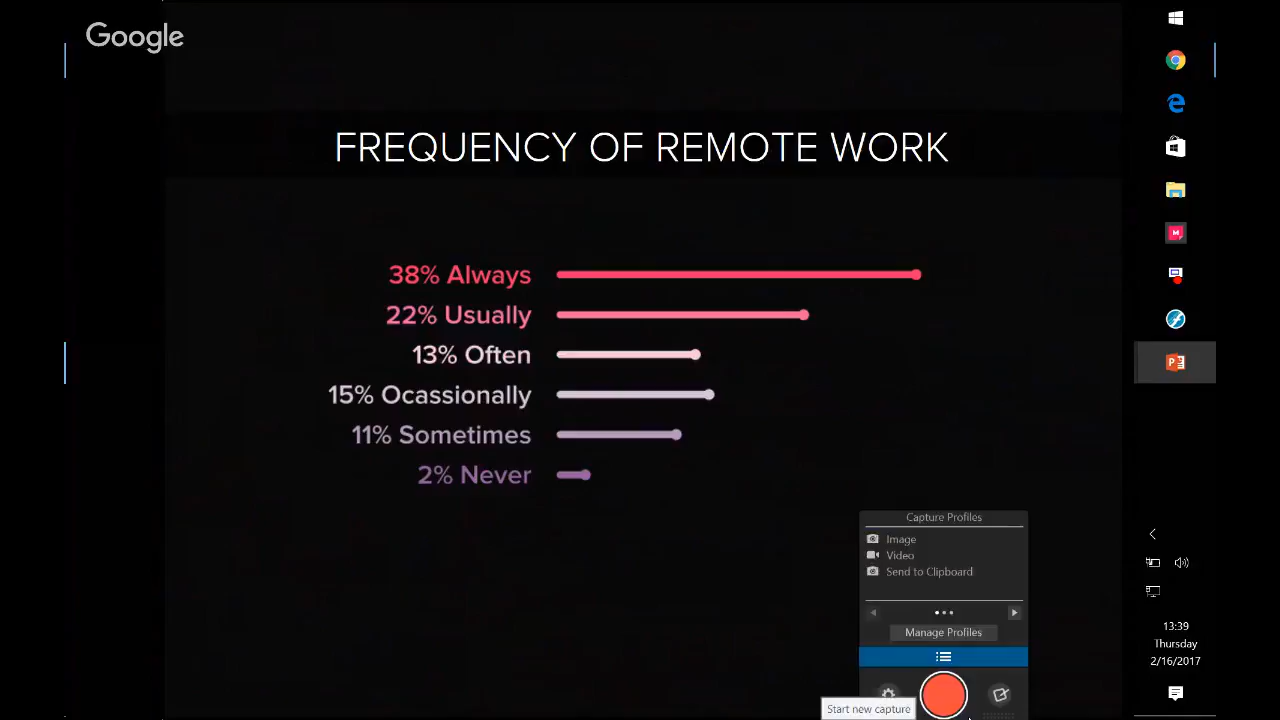 Google
FREQUENCY OF REMOTE WORK
38% Always
22% Usually
13% Often
15% Ocassionally
11% Sometimes
2% Never
Capture Profiles
Image
Video
Send to Clipboard
Manage Profiles
Start new capture
13:39
Thursday
2/16/2017